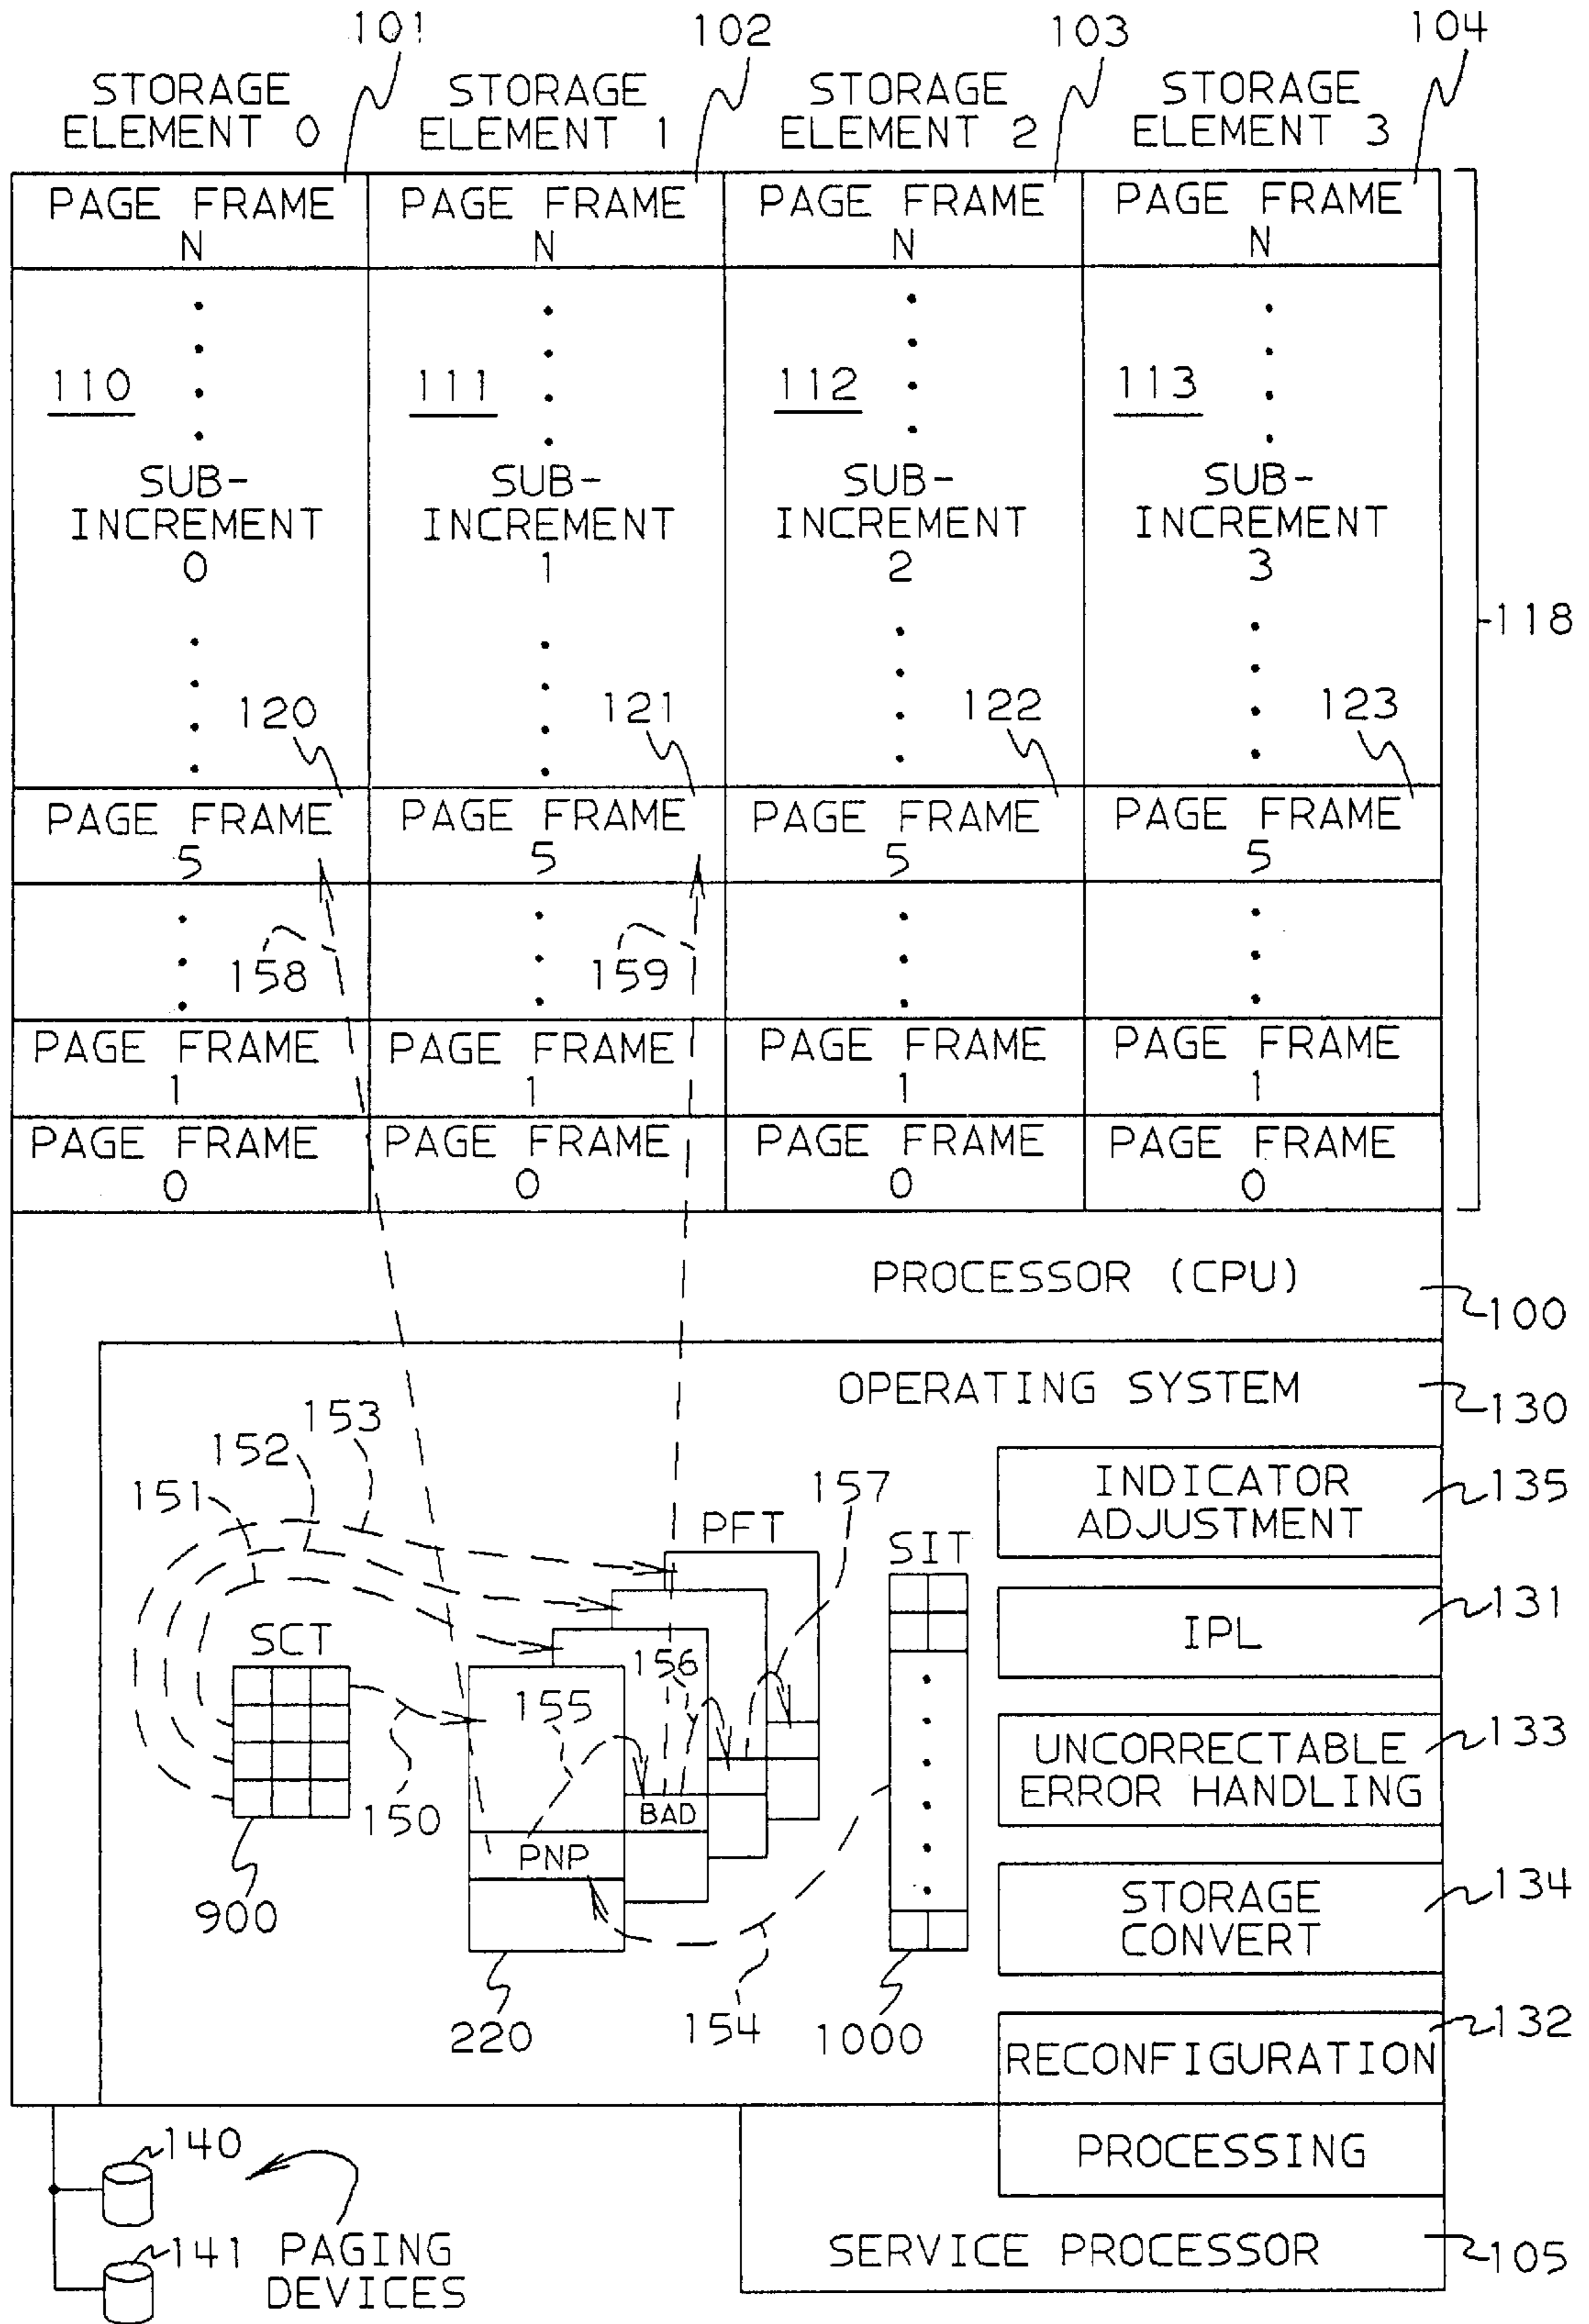 101 102 103 104
STORAGE ELEMENT 0
STORAGE ELEMENT 1
STORAGE ELEMENT 2
STORAGE ELEMENT 3
PAGE FRAME N
PAGE FRAME N
PAGE FRAME N
PAGE FRAME N
110 111 112 113
SUB-INCREMENT 0
SUB-INCREMENT 1
SUB-INCREMENT 2
SUB-INCREMENT 3
118
120 121 122 123
PAGE FRAME 5
PAGE FRAME 5
PAGE FRAME 5
PAGE FRAME 5
158 159
PAGE FRAME 1
PAGE FRAME 1
PAGE FRAME 1
PAGE FRAME 1
PAGE FRAME 0
PAGE FRAME 0
PAGE FRAME 0
PAGE FRAME 0
PROCESSOR (CPU)
100
OPERATING SYSTEM
130
153
152
151
157
INDICATOR
ADJUSTMENT
135
PFT
SIT
IPL
131
SCT
156
155
150
BAD
PNP
UNCORRECTABLE
ERROR HANDLING
133
900
STORAGE
CONVERT
134
220
154
1000
RECONFIGURATION
132
PROCESSING
140
141
PAGING
DEVICES
SERVICE PROCESSOR
105